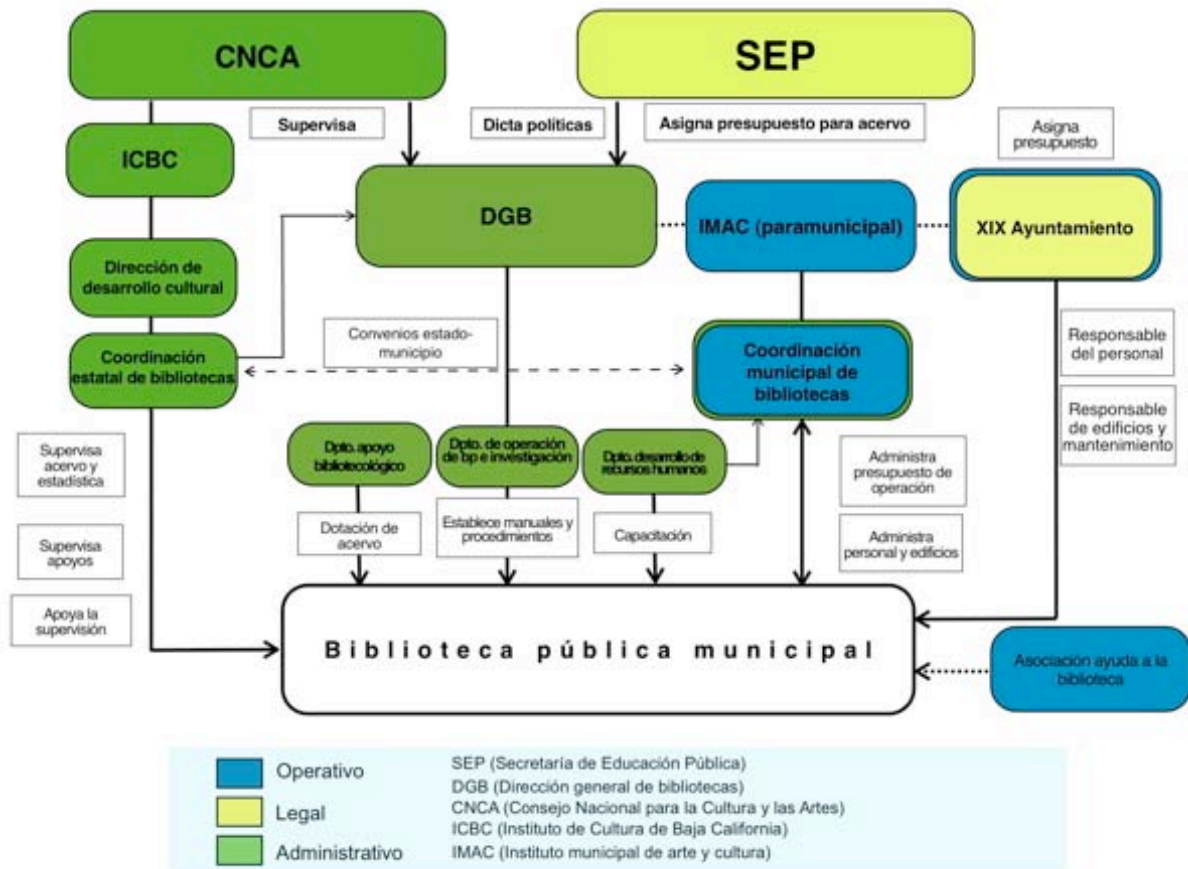 CNCA
SEP
Supervisa
Dicta políticas
Asigna presupuesto para acervo
Asigna
presupuesto
ICBC
DGB
IMAC (paramunicipal)
XIX Ayuntamiento
Dirección de
desarrollo cultural
Convenios estado-
municipio
Coordinación
estatal de bibliotecas
Coordinación
municipal de
bibliotecas
Responsable
del personal
Responsable
de edificios y
mantenimiento
Supervisa
acervo y
estadística
Dpto. apoyo
bibliotecológico
Dpto. de operación
de bp e investigación
Dpto. desarrollo de
recursos humanos
Administra
presupuesto de
operación
Dotación de
acervo
Establece manuales y
procedimientos
Capacitación
Supervisa
apoyos
Administra
personal y edificios
Apoya la
supervisión
Biblioteca pública municipal
Asociación ayuda a la
biblioteca
Operativo
Legal
Administrativo
SEP (Secretaría de Educación Pública)
DGB (Dirección general de bibliotecas)
CNCA (Consejo Nacional para la Cultura y las Artes)
ICBC (Instituto de Cultura de Baja California)
IMAC (Instituto municipal de arte y cultura)